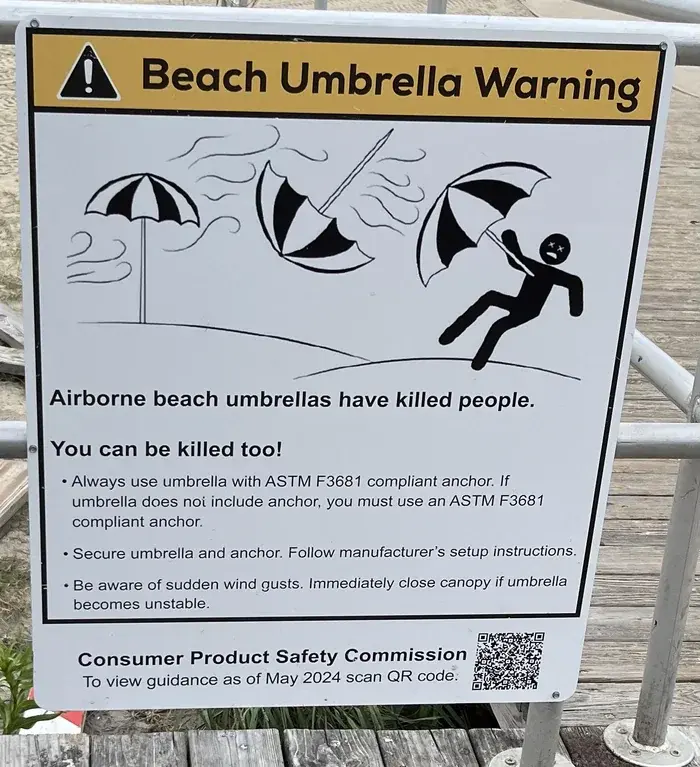 Beach Umbrella Warning
Airborne beach umbrellas have killed people.
You can be killed too!
• Always use umbrella with ASTM F3681 compliant anchor. If
umbrella does not include anchor, you must use an ASTM F3681
compliant anchor.
• Secure umbrella and anchor. Follow manufacturer's setup instructions.
• Be aware of sudden wind gusts. Immediately close canopy if umbrella
becomes unstable.
Consumer Product Safety Commission
To view guidance as of May 2024 scan QR code.